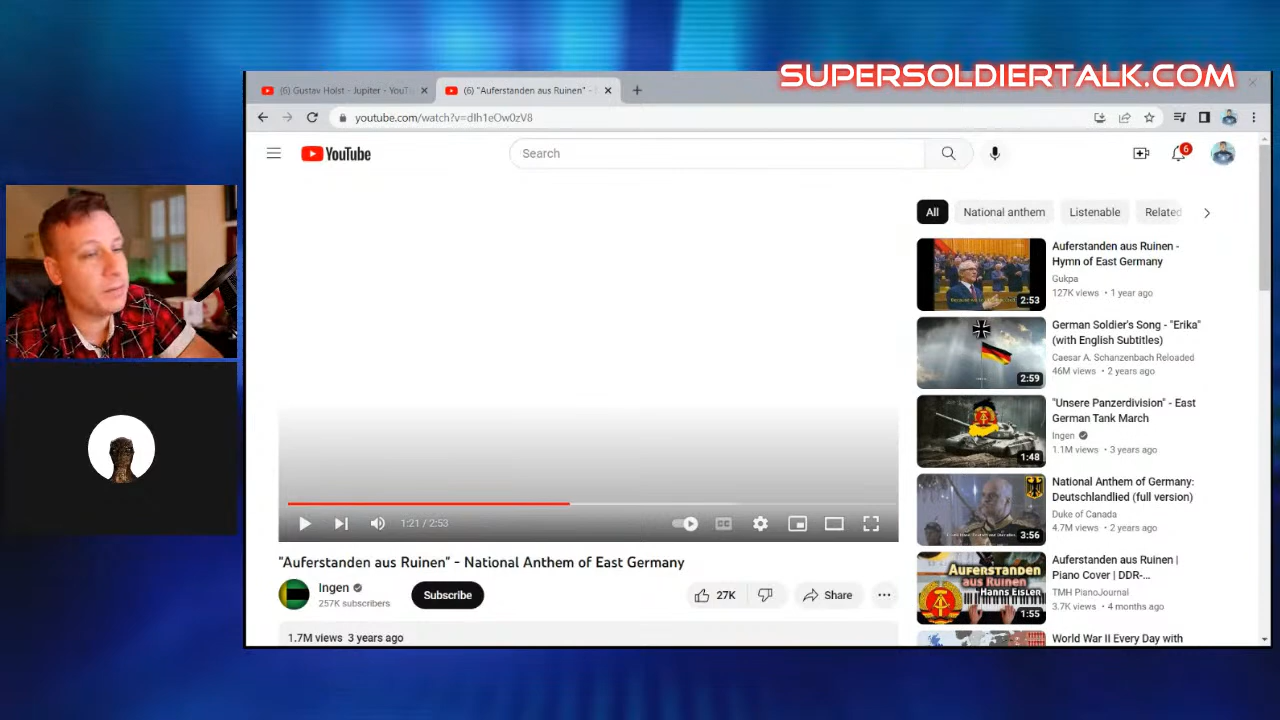 SUPERSOLDIERTALK.COM
(6) Gustav Holst - Jupiter - YouTu
(6) "Auferstanden aus Ruinen" -
youtube.com/watch?v=dIh1eOw0zV8
YouTube
Search
6
All
National anthem
Listenable
Related
Auferstanden aus Ruinen -
Hymn of East Germany
Gukpa
127K views • 1 year ago
2:53
German Soldier's Song - "Erika"
(with English Subtitles)
Caesar A. Schanzenbach Reloaded
46M views • 2 years ago
2:59
"Unsere Panzerdivision" - East
German Tank March
Ingen
1.1M views • 3 years ago
1:48
National Anthem of Germany:
Deutschlandlied (full version)
Duke of Canada
4.7M views • 2 years ago
3:56
Auferstanden aus Ruinen |
Piano Cover | DDR-...
TMH PianoJournal
3.7K views • 4 months ago
AUFERSTANDEN
aus RUINEN
HANNS EISLER
1:55
World War II Every Day with
1:21 / 2:53
CC
"Auferstanden aus Ruinen" - National Anthem of East Germany
Ingen
257K subscribers
Subscribe
27K
Share
1.7M views 3 years ago